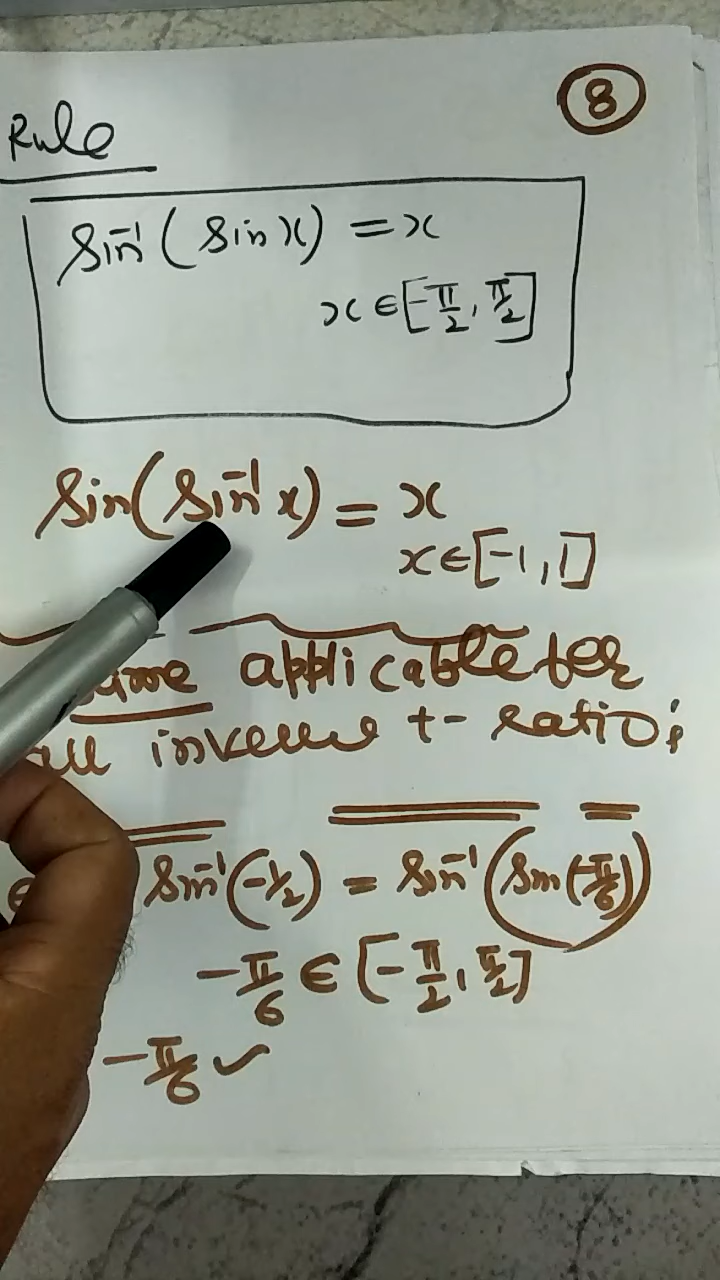 8
Rule
sin⁻¹(sin x) = x
x ∈ [-π/2, π/2]
sin(sin⁻¹ x) = x
x ∈ [-1, 1]
applicable for
inverse t- ratio;
sin⁻¹(-1/2) = sin⁻¹(sin(-π/6))
-π/6 ∈ [-π/2, π/2]
-π/6 ✓